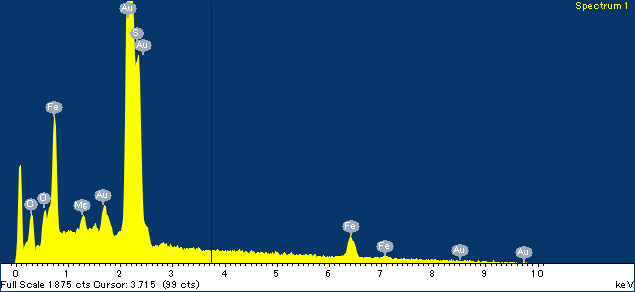 Spectrum 1
Au
S
Au
Fe
C
O
Mg
Au
Fe
Fe
Au
Au
0 1 2 3 4 5 6 7 8 9 10
Full Scale 1875 cts Cursor: 3.715 (99 cts) keV